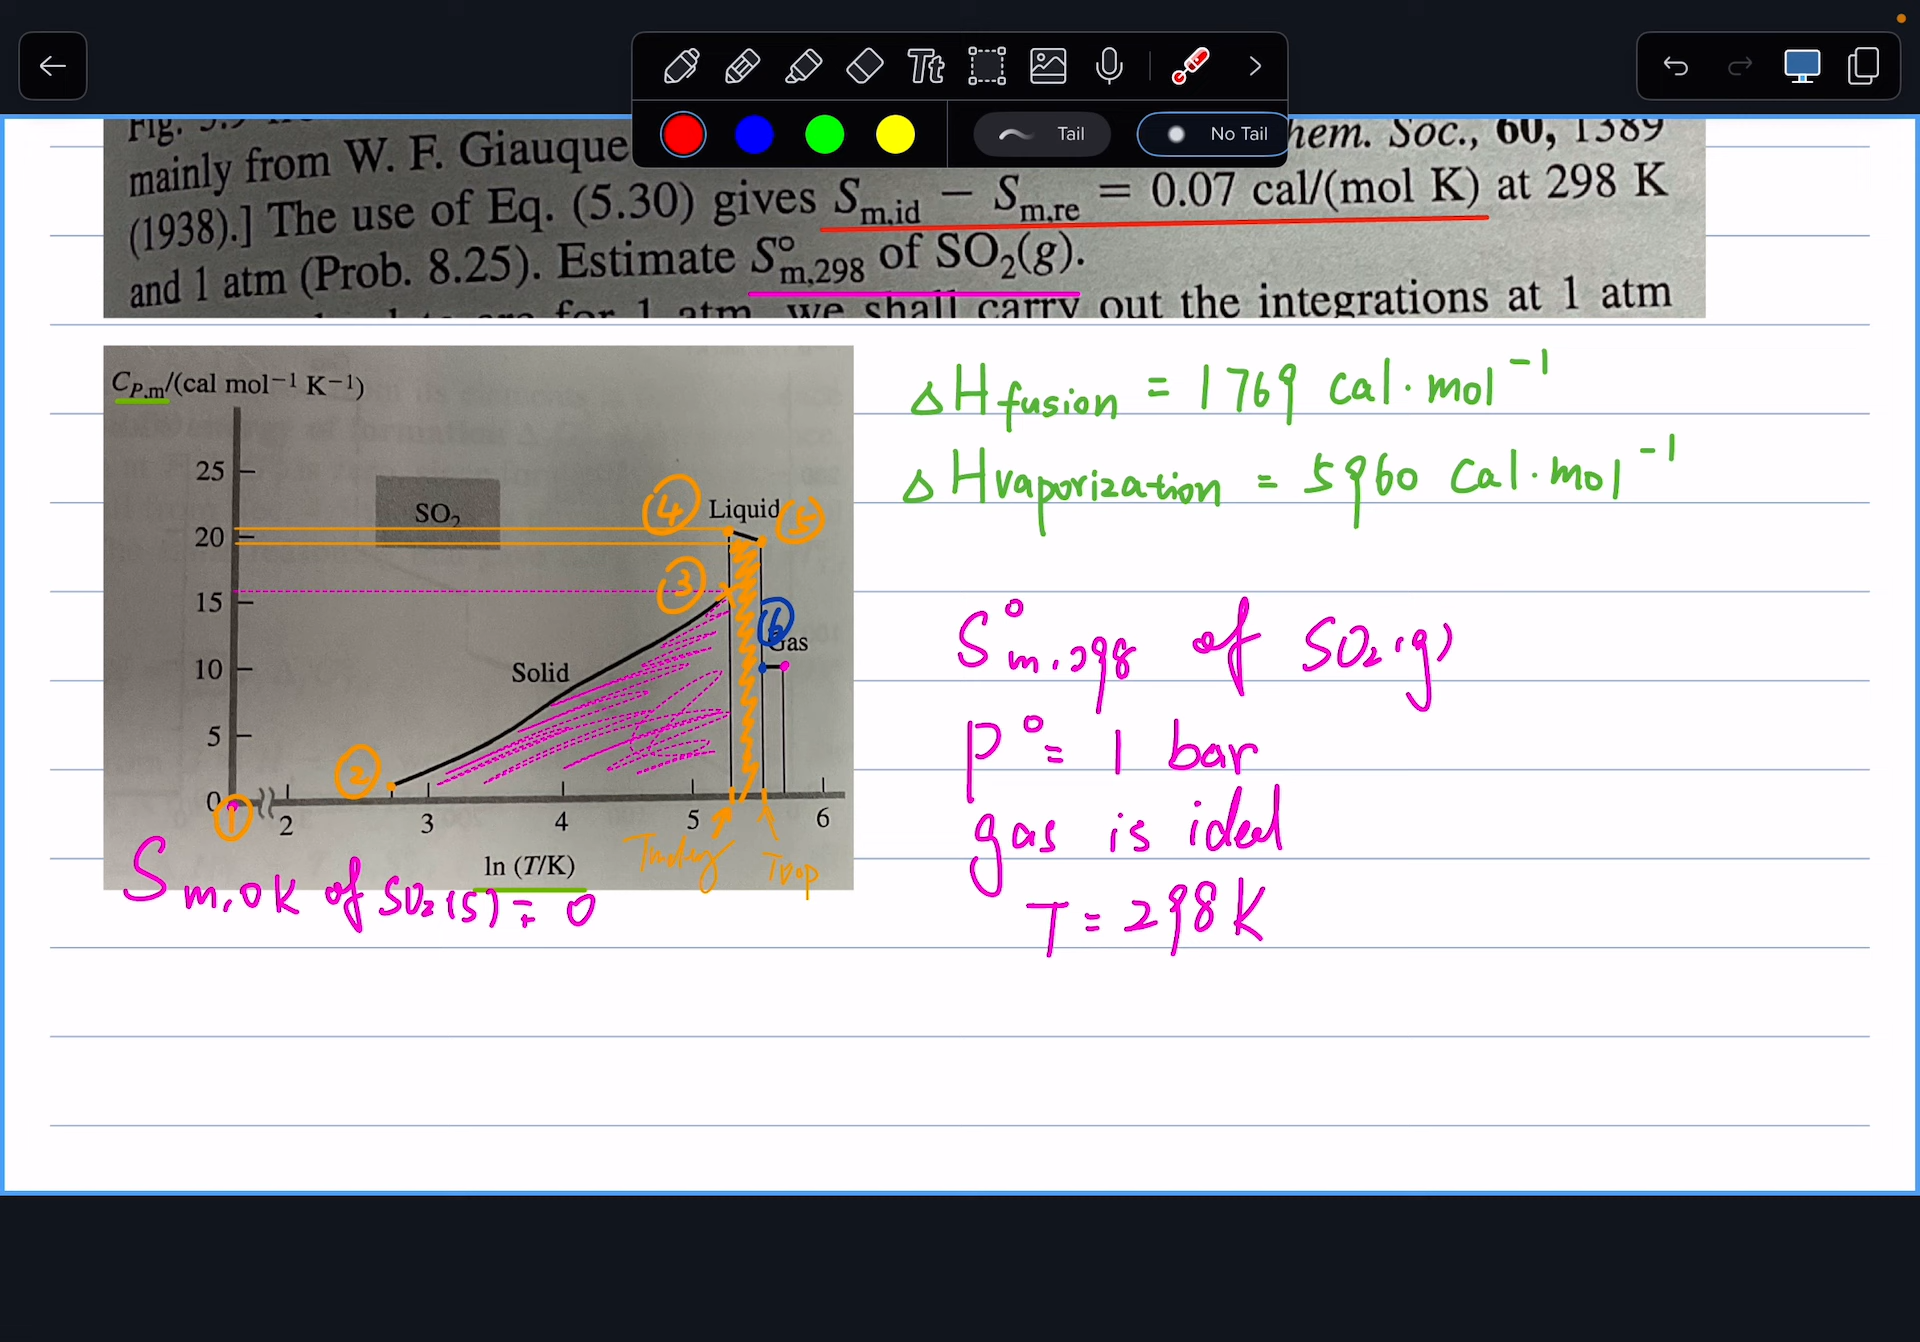 Tt
Tail
No Tail
mainly from W. F. Giauque
hem. Soc., 60, 1389
(1938).] The use of Eq. (5.30) gives Sm,id − Sm,re = 0.07 cal/(mol K) at 298 K
and 1 atm (Prob. 8.25). Estimate S°m,298 of SO2(g).
for 1 atm, we shall carry out the integrations at 1 atm
CP,m/(cal mol−1 K−1)
25
20
15
10
5
0
SO2
④ Liquid ⑤
③
⑥
Gas
Solid
②
①
2 3 4 5 6
ln (T/K)
Tvap
Sm,0K of SO2(s) = 0
ΔHfusion = 1769 cal·mol−1
ΔHvaporization = 5960 cal·mol−1
S°m,298 of SO2(g)
P° = 1 bar
gas is ideal
T = 298K